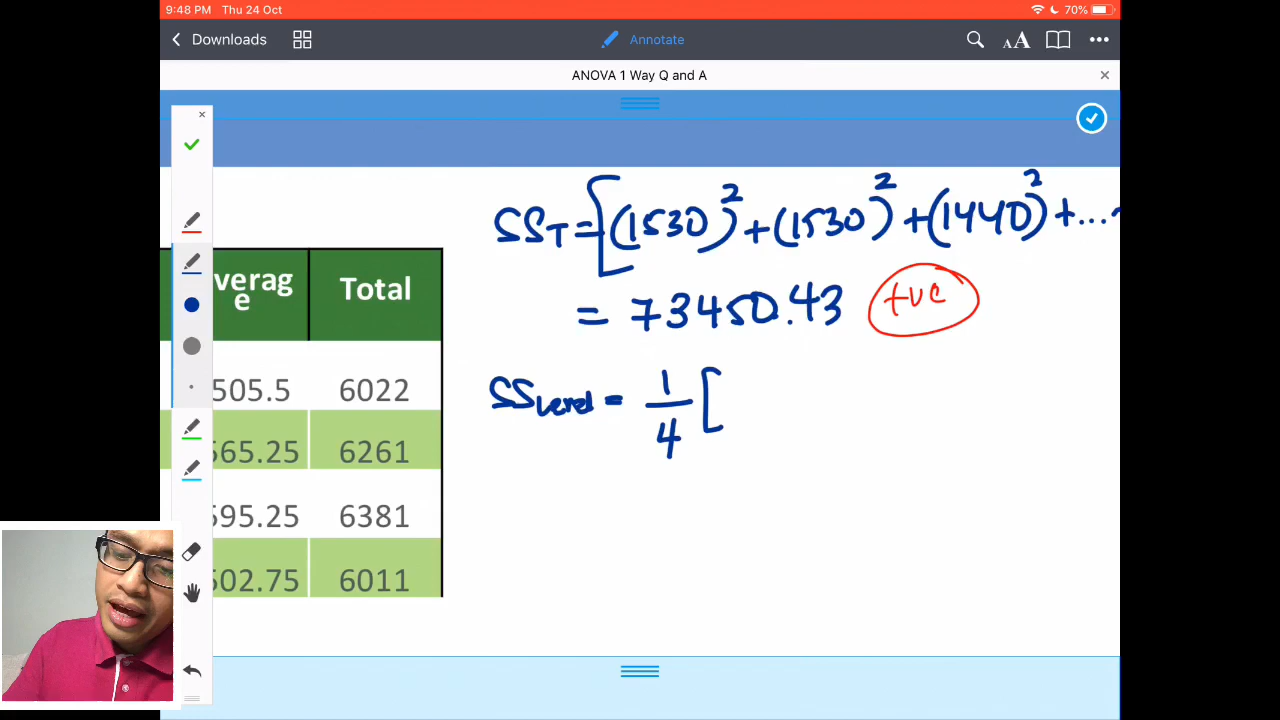 9:48 PM Thu 24 Oct 70%
Downloads Annotate AA
ANOVA 1 Way Q and A
SST = [(1530)² + (1530)² + (1440)² + ....
= 73450.43 +ve
SSLevel = 1/4 [
verag
e
Total
505.5 6022
565.25 6261
595.25 6381
502.75 6011